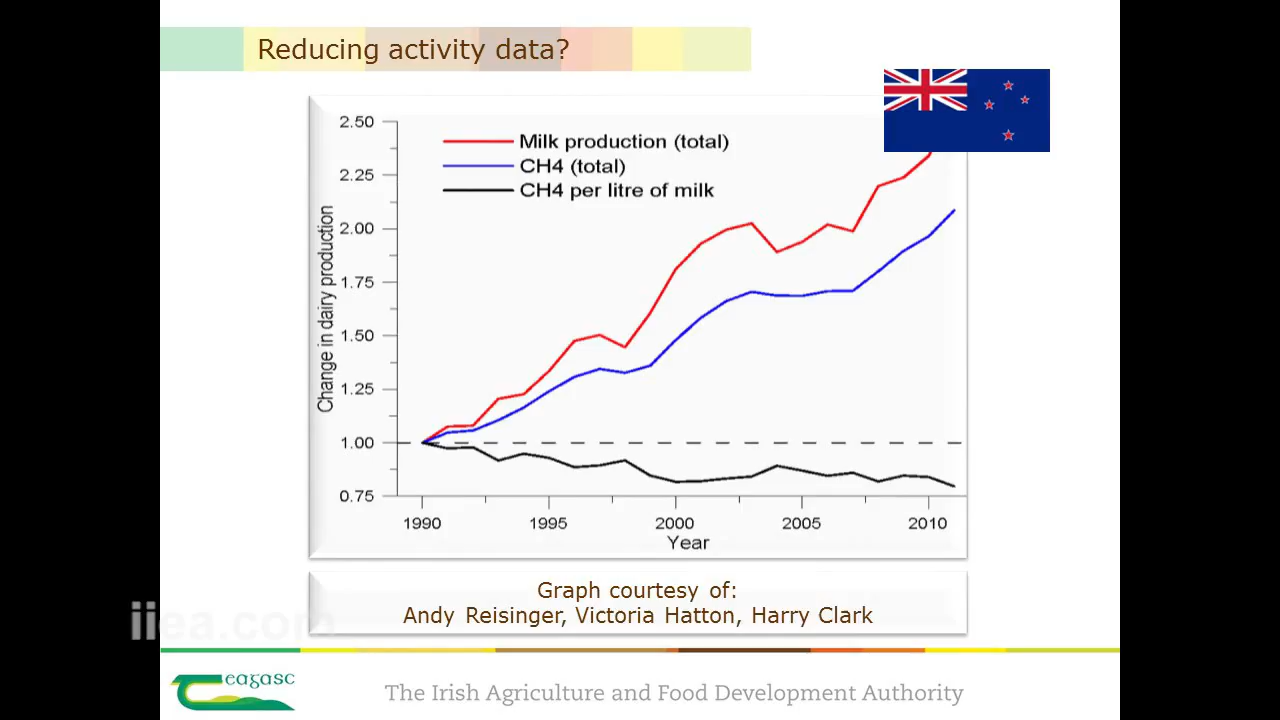 Reducing activity data?
Milk production (total)
CH4 (total)
CH4 per litre of milk
Change in dairy production
2.50
2.25
2.00
1.75
1.50
1.25
1.00
0.75
1990 1995 2000 2005 2010
Year
Graph courtesy of:
Andy Reisinger, Victoria Hatton, Harry Clark
iiea.com
eagasc
The Irish Agriculture and Food Development Authority